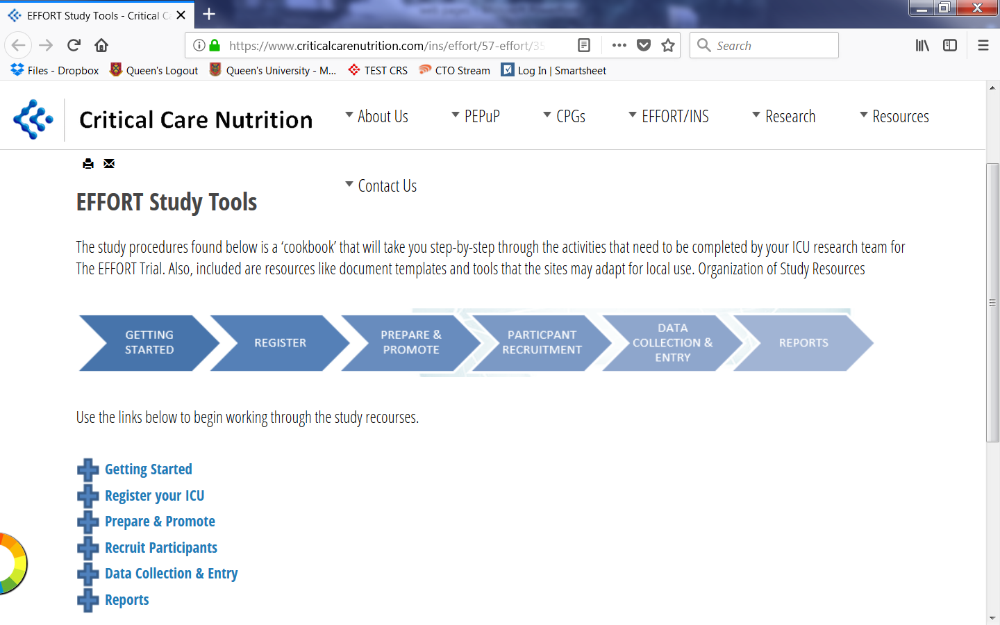 EFFORT Study Tools - Critical C
https://www.criticalcarenutrition.com/ins/effort/57-effort/35
Search
Files - Dropbox
Queen's Logout
Queen's University - M...
TEST CRS
CTO Stream
Log In | Smartsheet
Critical Care Nutrition
About Us
PEPuP
CPGs
EFFORT/INS
Research
Resources
Contact Us
EFFORT Study Tools
The study procedures found below is a ‘cookbook’ that will take you step-by-step through the activities that need to be completed by your ICU research team for
The EFFORT Trial. Also, included are resources like document templates and tools that the sites may adapt for local use. Organization of Study Resources
GETTING
STARTED
REGISTER
PREPARE &
PROMOTE
PARTICPANT
RECRUITMENT
DATA
COLLECTION &
ENTRY
REPORTS
Use the links below to begin working through the study recourses.
Getting Started
Register your ICU
Prepare & Promote
Recruit Participants
Data Collection & Entry
Reports